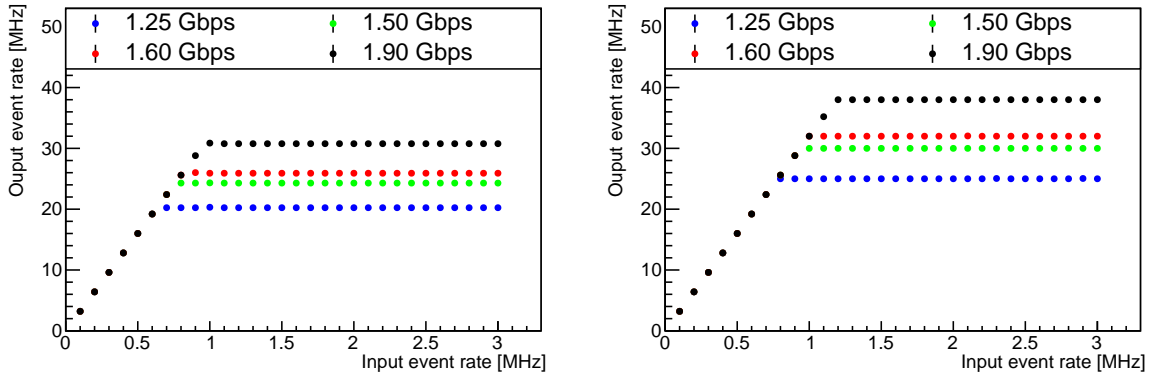 Ouput event rate [MHz]
1.25 Gbps 1.50 Gbps
1.60 Gbps 1.90 Gbps
50
40
30
20
10
0
0 0.5 1 1.5 2 2.5 3
Input event rate [MHz]
Ouput event rate [MHz]
1.25 Gbps 1.50 Gbps
1.60 Gbps 1.90 Gbps
50
40
30
20
10
0
0 0.5 1 1.5 2 2.5 3
Input event rate [MHz]